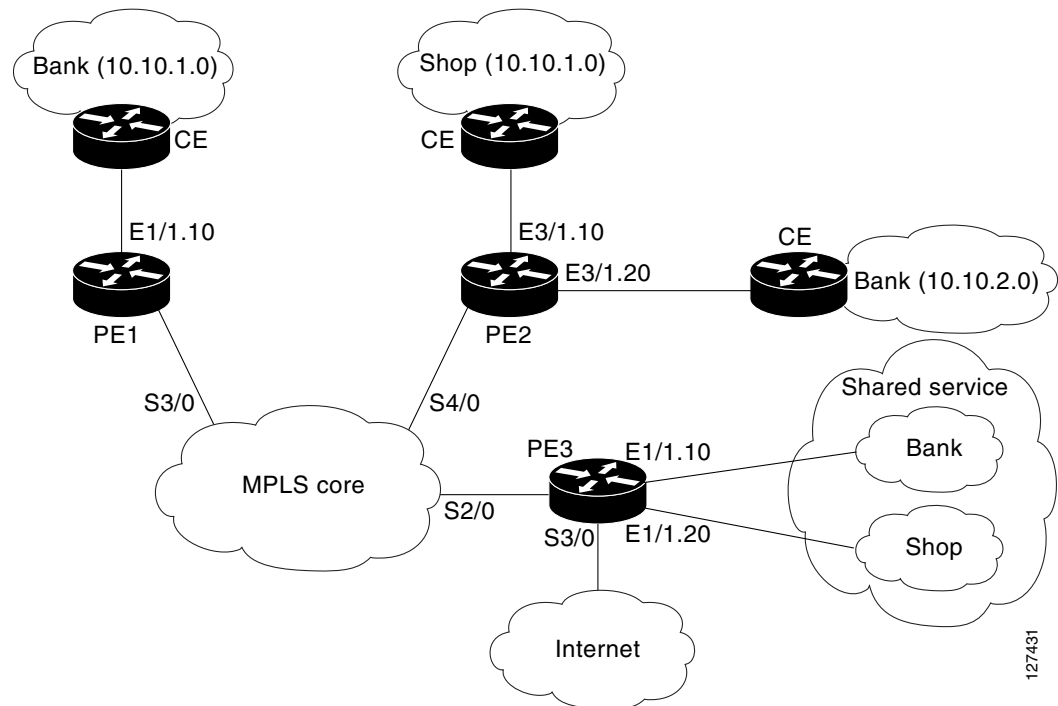 Bank (10.10.1.0)
Shop (10.10.1.0)
CE
CE
E1/1.10
E3/1.10
CE
E3/1.20
Bank (10.10.2.0)
PE1
PE2
Shared service
S3/0
S4/0
Bank
PE3
E1/1.10
MPLS core
S2/0
S3/0
E1/1.20
Shop
Internet
127431